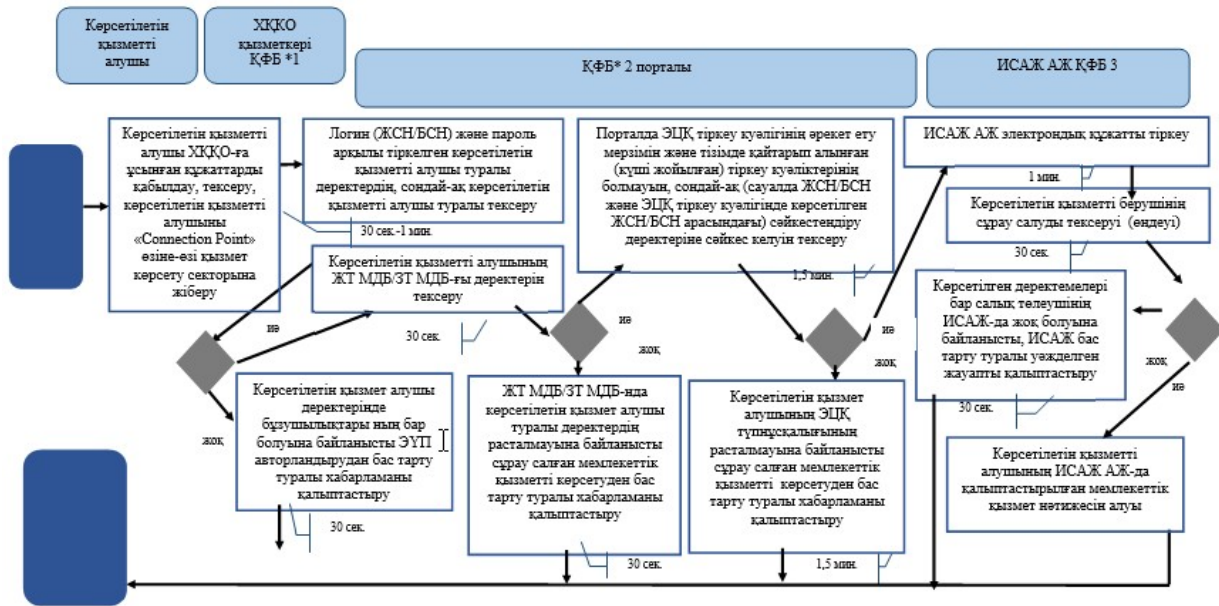 Көрсетілетін
қызметті
алушы
ХҚКО
қызметкері
ҚФБ *1
ҚФБ* 2 порталы
ИСАЖ АЖ ҚФБ 3
Көрсетілетін қызметті
алушы ХҚКО-ға
ұсынған құжаттарды
қабылдау, тексеру,
көрсетілетін қызметті
алушыны
«Connection Point»
өзіне-өзі қызмет
көрсету секторына
жіберу
Логин (ЖСН/БСН) және пароль
арқылы тіркелген көрсетілетін
қызметті алушы туралы
деректердің, сондай-ақ көрсетілетін
қызметті алушы туралы тексеру
30 сек.-1 мин.
Көрсетілетін қызметті алушының
ЖТ МДБ/ЗТ МДБ-ғы деректерін
тексеру
30 сек.
Порталда ЭЦҚ тіркеу куәлігінің әрекет ету
мерзімін және тізімде қайтарып алынған
(күші жойылған) тіркеу куәліктерінің
болмауын, сондай-ақ (сауалда ЖСН/БСН
және ЭЦҚ тіркеу куәлігінде көрсетілген
ЖСН/БСН арасындағы) сәйкестендіру
деректеріне сәйкес келуін тексеру
1,5 мин.
ИСАЖ АЖ электрондық құжатты тіркеу
1 мин.
Көрсетілетін қызметті берушінің
сұрау салуды тексеруі (өңдеуі)
30 сек.
Көрсетілген деректемелері
бар салық төлеушінің
ИСАЖ-да жоқ болуына
байланысты, ИСАЖ бас
тарту туралы уәжделген
жауапты қалыптастыру
30 сек.
иә
жоқ
иә
жоқ
иә
жоқ
жоқ
иә
Көрсетілетін қызмет алушы
деректерінде
бұзушылықтары ның бар
болуына байланысты ЭҮП
авторландырудан бас тарту
туралы хабарламаны
қалыптастыру
30 сек.
ЖТ МДБ/ЗТ МДБ-нда
көрсетілетін қызмет алушы
туралы деректердің
расталмауына байланысты
сұрау салған мемлекеттік
қызметті көрсетуден бас
тарту туралы хабарламаны
қалыптастыру
30 сек.
Көрсетілетін қызмет
алушының ЭЦҚ
түпнұсқалығының
расталмауына байланысты
сұрау салған мемлекеттік
қызметті көрсетуден бас
тарту туралы хабарламаны
қалыптастыру
1,5 мин.
Көрсетілетін қызметті
алушының ИСАЖ АЖ-да
қалыптастырылған мемлекеттік
қызмет нәтижесін алуы